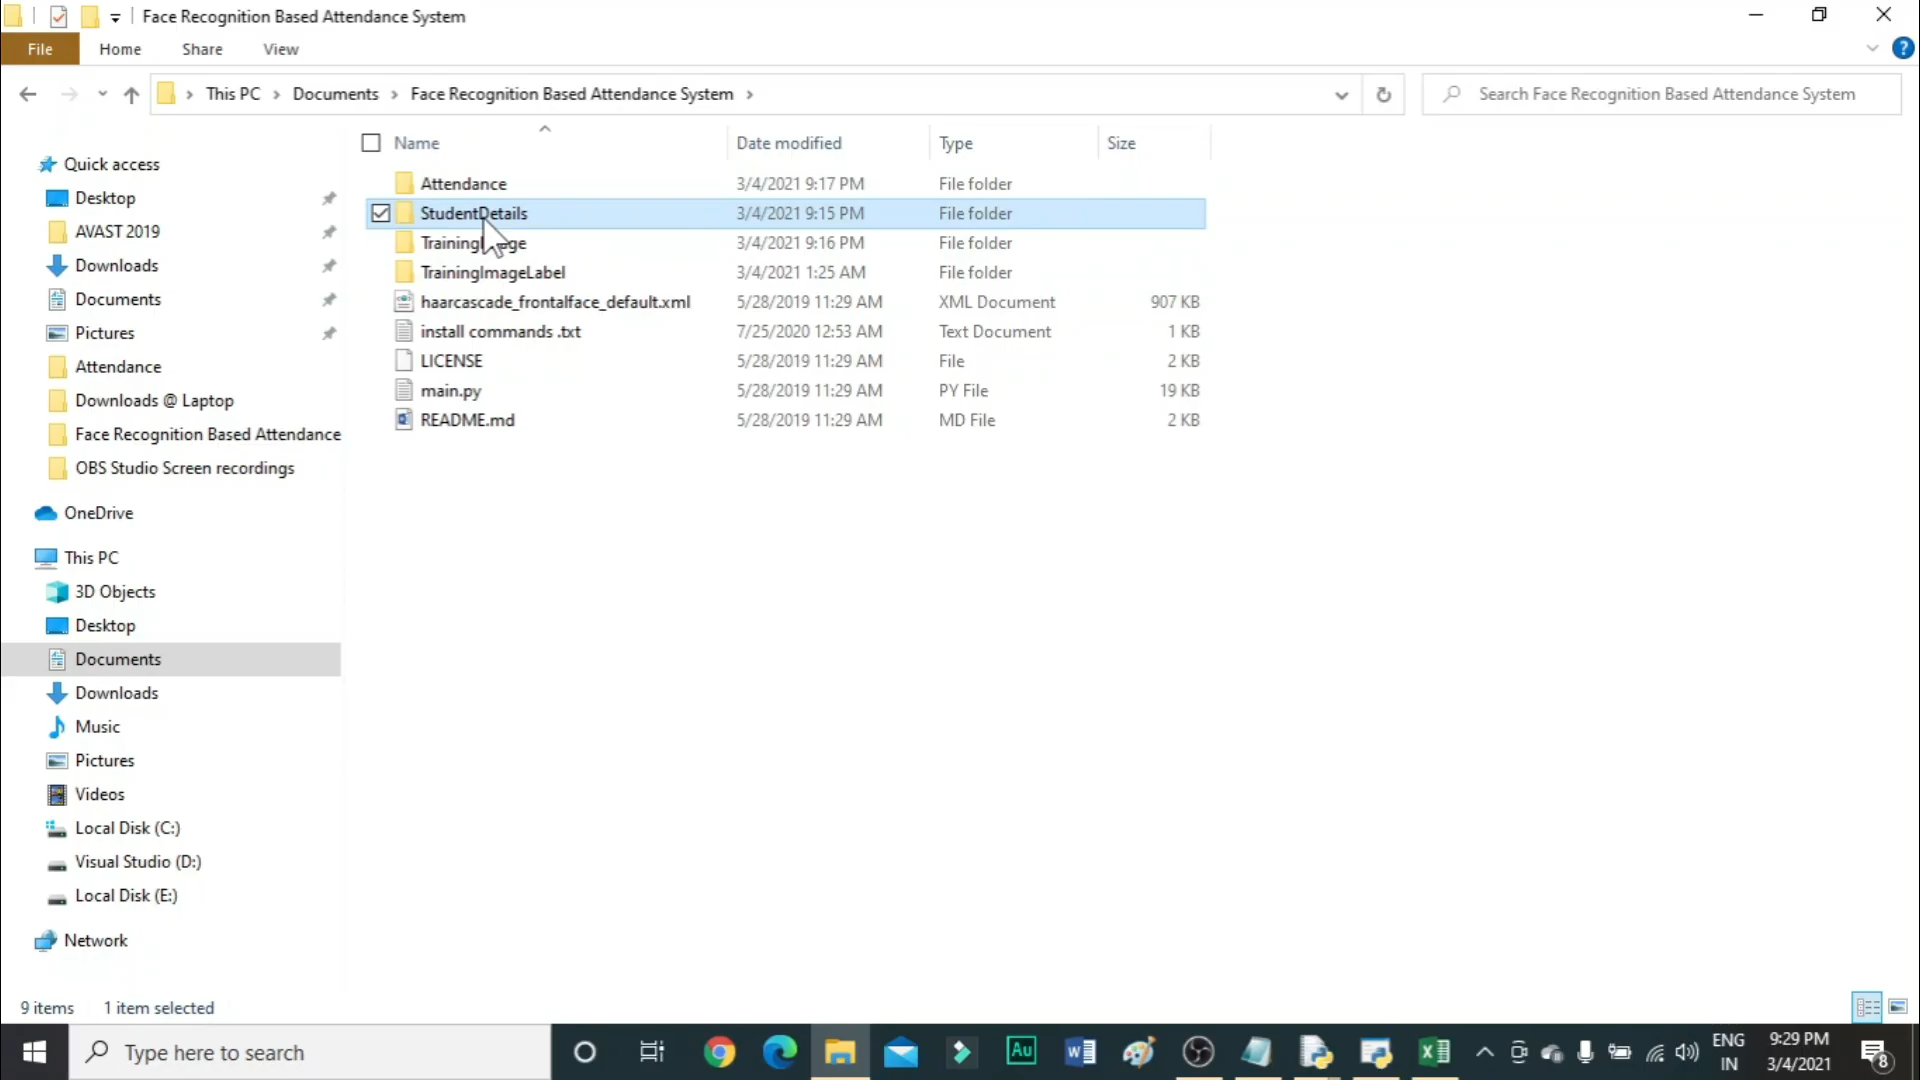 Face Recognition Based Attendance System
File Home Share View
This PC Documents Face Recognition Based Attendance System
Search Face Recognition Based Attendance System
Name Date modified Type Size
Attendance 3/4/2021 9:17 PM File folder
StudentDetails 3/4/2021 9:15 PM File folder
3/4/2021 9:16 PM File folder
TrainingImageLabel 3/4/2021 1:25 AM File folder
haarcascade_frontalface_default.xml 5/28/2019 11:29 AM XML Document 907 KB
install commands .txt 7/25/2020 12:53 AM Text Document 1 KB
LICENSE 5/28/2019 11:29 AM File 2 KB
main.py 5/28/2019 11:29 AM PY File 19 KB
README.md 5/28/2019 11:29 AM MD File 2 KB
Quick access
Desktop
AVAST 2019
Downloads
Documents
Pictures
Attendance
Downloads @ Laptop
Face Recognition Based Attendance
OBS Studio Screen recordings
OneDrive
This PC
3D Objects
Desktop
Documents
Downloads
Music
Pictures
Videos
Local Disk (C:)
Visual Studio (D:)
Local Disk (E:)
Network
9 items 1 item selected
Type here to search
Au
ENG
IN
9:29 PM
3/4/2021
8